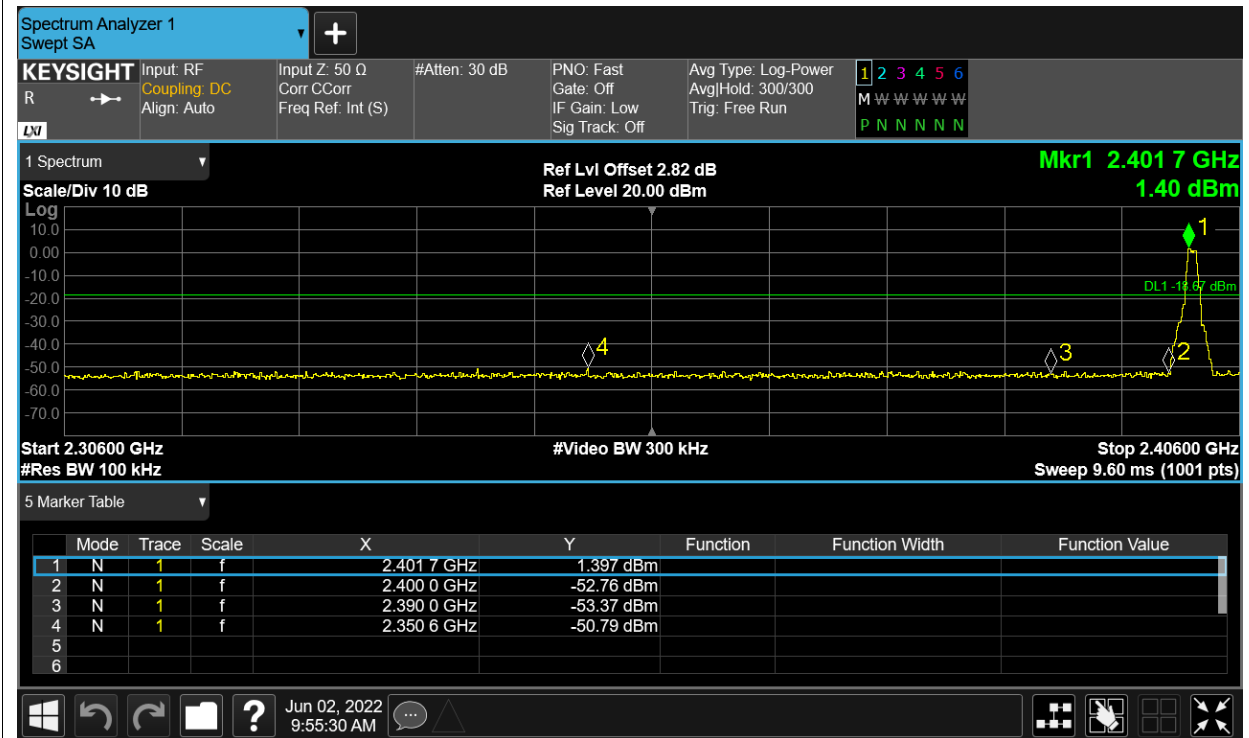 Spectrum Analyzer 1
Swept SA
+
KEYSIGHT Input: RF Input Z: 50 Ω #Atten: 30 dB PNO: Fast Avg Type: Log-Power 1 2 3 4 5 6
R Coupling: DC Corr CCorr Gate: Off Avg|Hold: 300/300 M W W W W W
Align: Auto Freq Ref: Int (S) IF Gain: Low Trig: Free Run
LXI Sig Track: Off P N N N N N
1 Spectrum Ref Lvl Offset 2.82 dB Mkr1 2.401 7 GHz
Scale/Div 10 dB Ref Level 20.00 dBm 1.40 dBm
Log
10.0 1
0.00
-10.0
DL1 -18.67 dBm
-20.0
-30.0
-40.0 4 3 2
-50.0
-60.0
-70.0
Start 2.30600 GHz #Video BW 300 kHz Stop 2.40600 GHz
#Res BW 100 kHz Sweep 9.60 ms (1001 pts)
5 Marker Table
Mode Trace Scale X Y Function Function Width Function Value
1 N 1 f 2.401 7 GHz 1.397 dBm
2 N 1 f 2.400 0 GHz -52.76 dBm
3 N 1 f 2.390 0 GHz -53.37 dBm
4 N 1 f 2.350 6 GHz -50.79 dBm
5
6
? Jun 02, 2022
9:55:30 AM